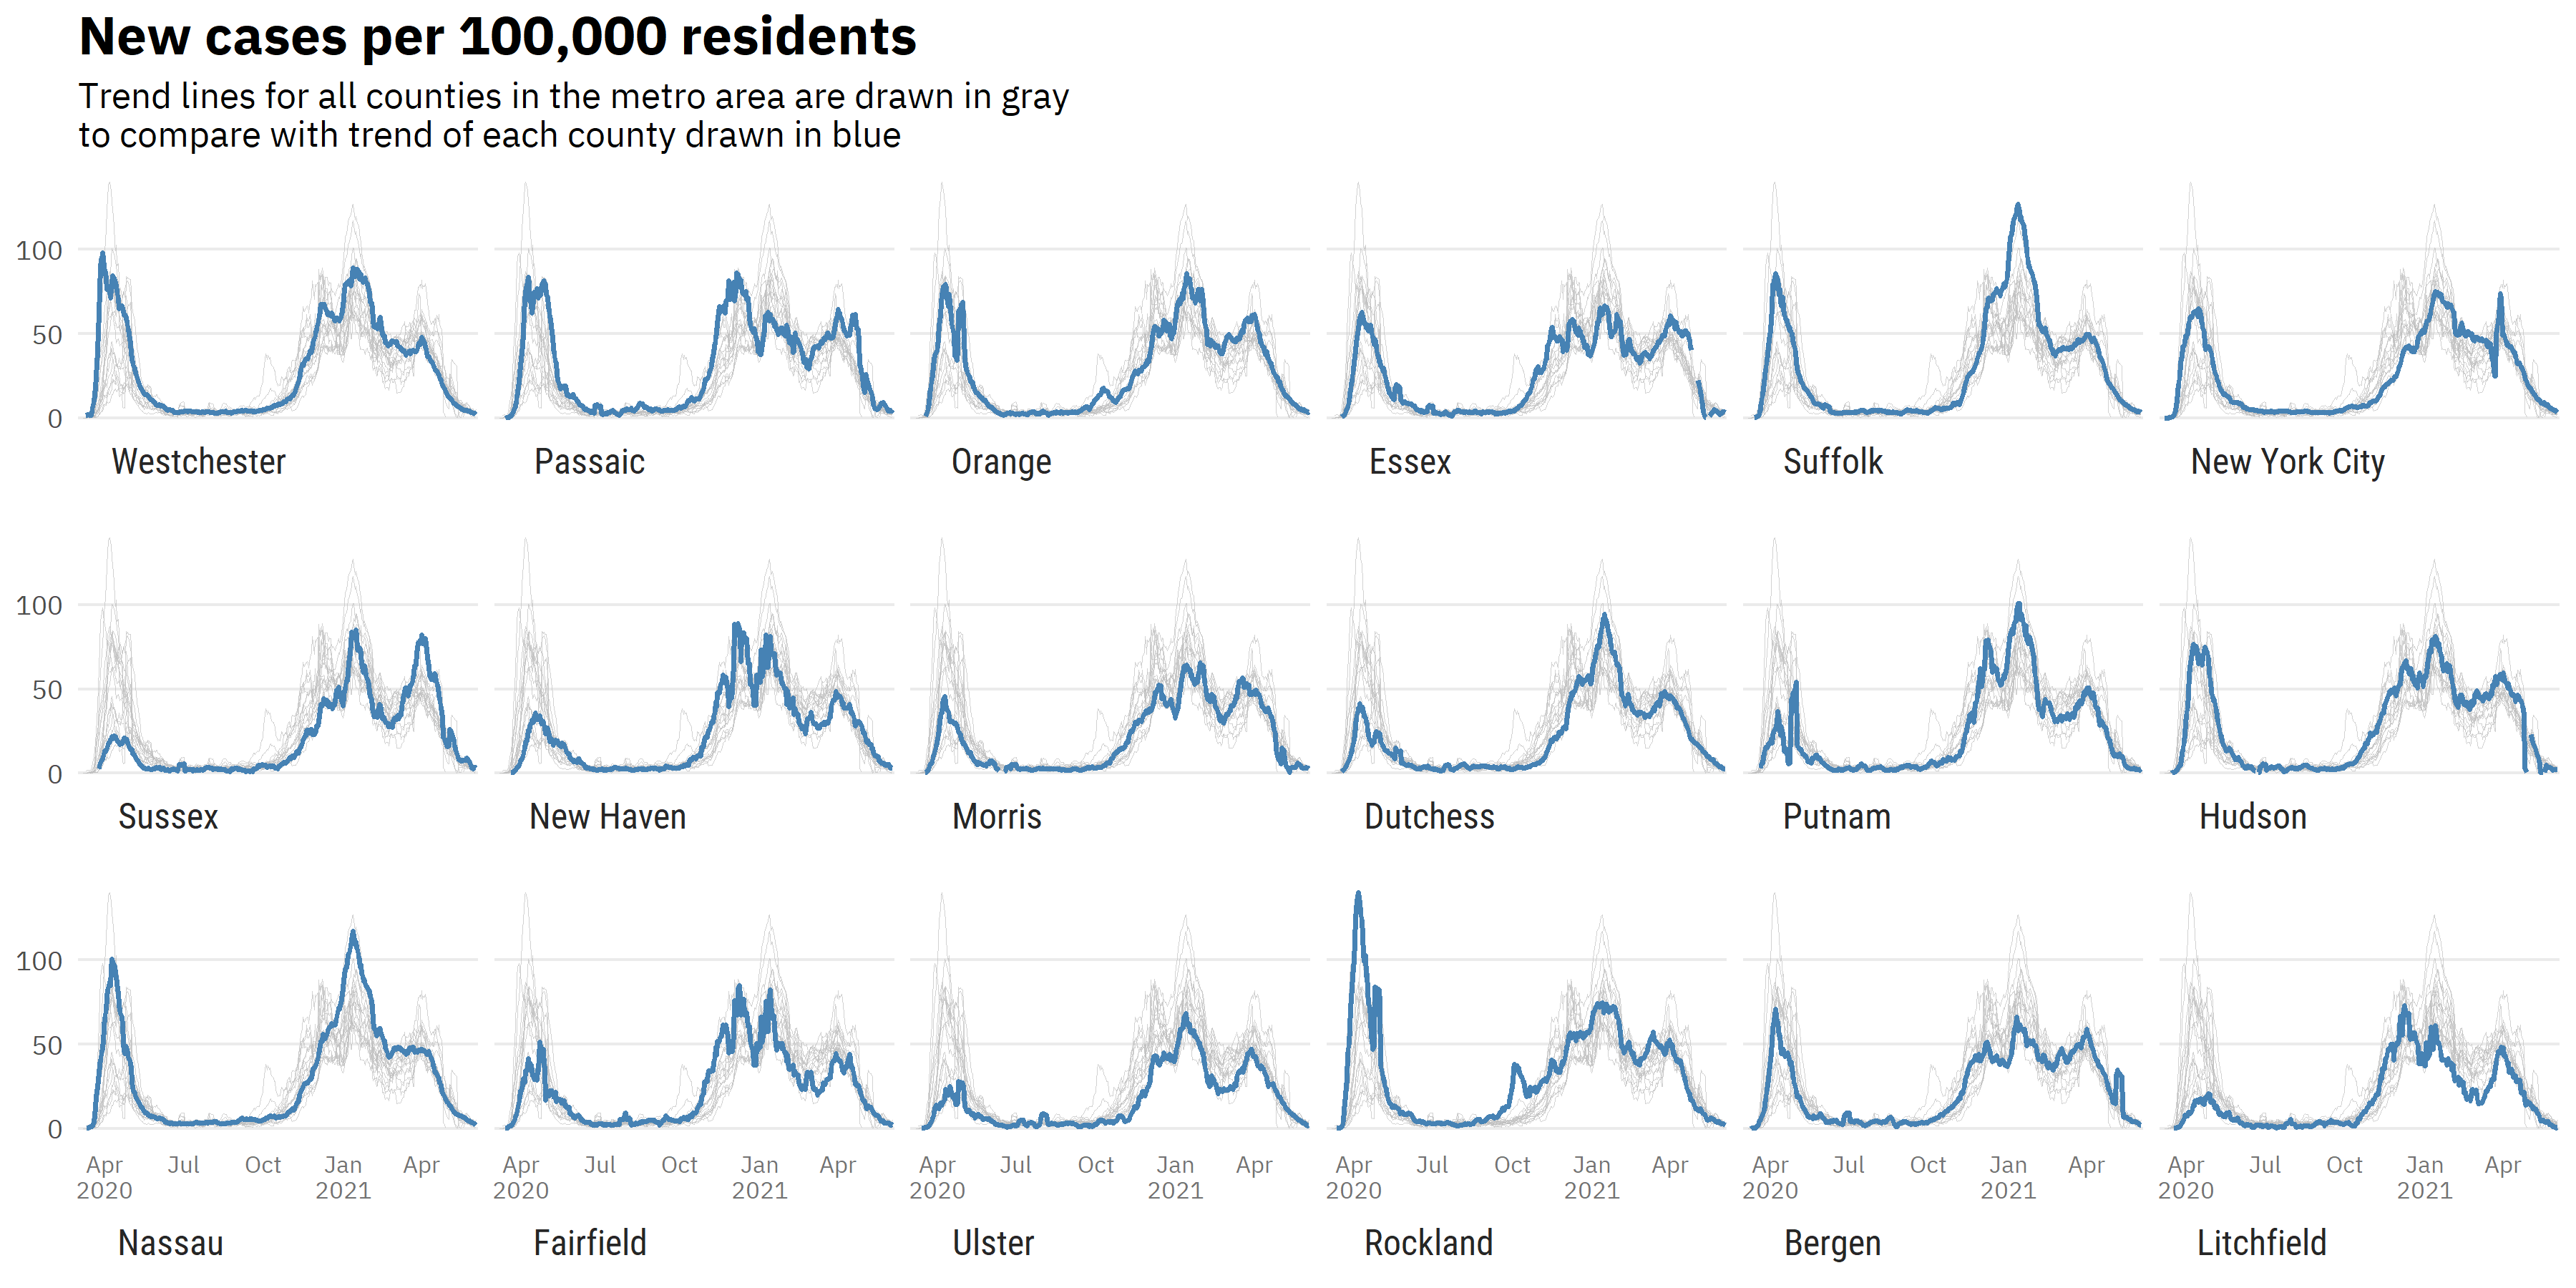 New cases per 100,000 residents
Trend lines for all counties in the metro area are drawn in gray
to compare with trend of each county drawn in blue
100
50
0
Westchester Passaic Orange Essex Suffolk New York City
100
50
0
Sussex New Haven Morris Dutchess Putnam Hudson
100
50
0
Apr Jul Oct Jan Apr Apr Jul Oct Jan Apr Apr Jul Oct Jan Apr Apr Jul Oct Jan Apr Apr Jul Oct Jan Apr Apr Jul Oct Jan Apr
2020 2021 2020 2021 2020 2021 2020 2021 2020 2021 2020 2021
Nassau Fairfield Ulster Rockland Bergen Litchfield